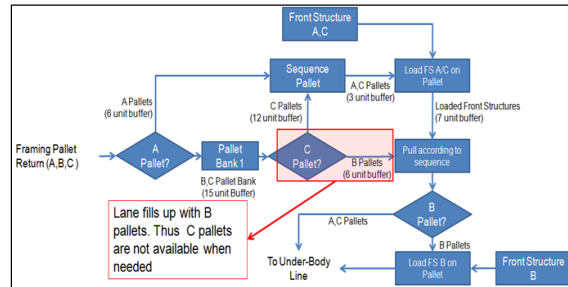 Front Structure
A,C
Sequence
Pallet
A,C Pallets
(3 unit buffer)
Load FS A/C on
Pallet
A Pallets
(6 unit buffer)
C Pallets
(12 unit buffer)
Loaded Front Structures
(7 unit buffer)
Framing Pallet
Return (A,B,C )
A
Pallet?
Pallet
Bank 1
C
Pallet?
B Pallets
(6 unit buffer)
Pull according to
sequence
B,C Pallet Bank
(15 unit Buffer)
Lane fills up with B
pallets. Thus C pallets
are not available when
needed
A,C Pallets
B
Pallet?
B Pallets
To Under-Body
Line
Load FS B on
Pallet
Front Structure
B